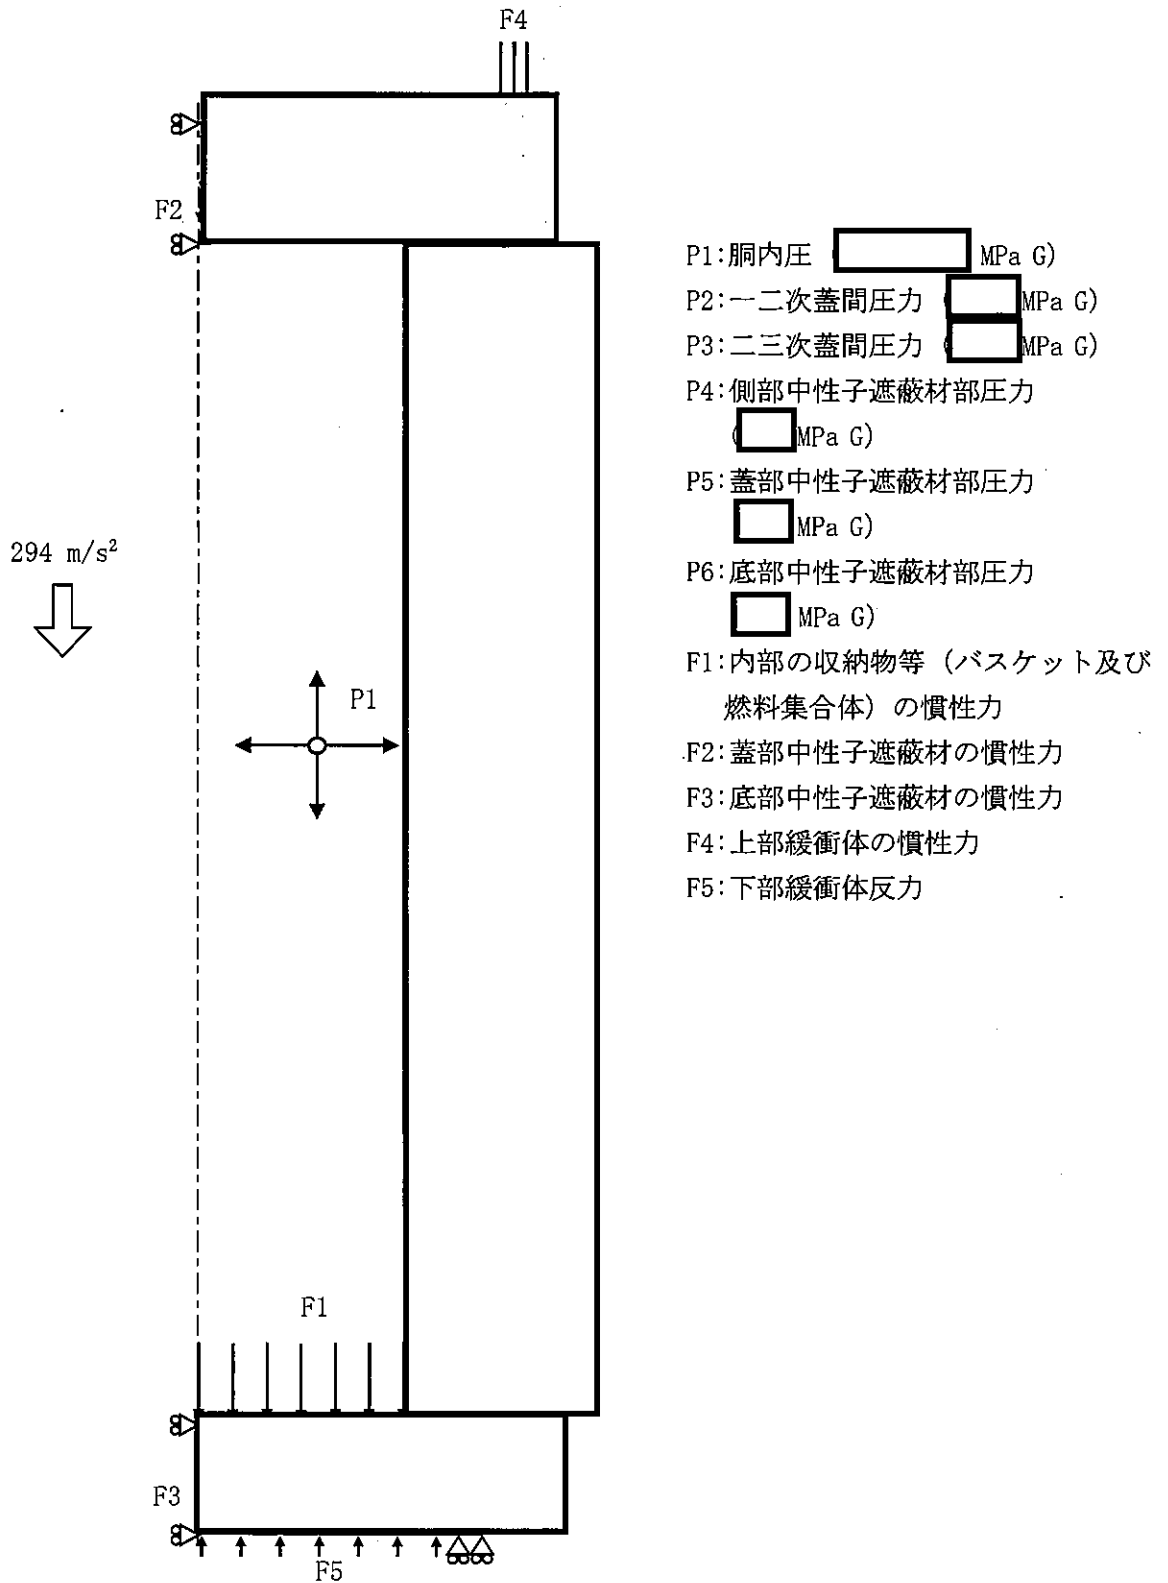 F4
F2
P1:胴内圧 ( MPa G)
P2:一二次蓋間圧力 ( MPa G)
P3:二三次蓋間圧力 ( MPa G)
P4:側部中性子遮蔽材部圧力
( MPa G)
P5:蓋部中性子遮蔽材部圧力
MPa G)
P6:底部中性子遮蔽材部圧力
MPa G)
F1:内部の収納物等(バスケット及び
燃料集合体)の慣性力
F2:蓋部中性子遮蔽材の慣性力
F3:底部中性子遮蔽材の慣性力
F4:上部緩衝体の慣性力
F5:下部緩衝体反力
294 m/s²
P1
F1
F3
F5